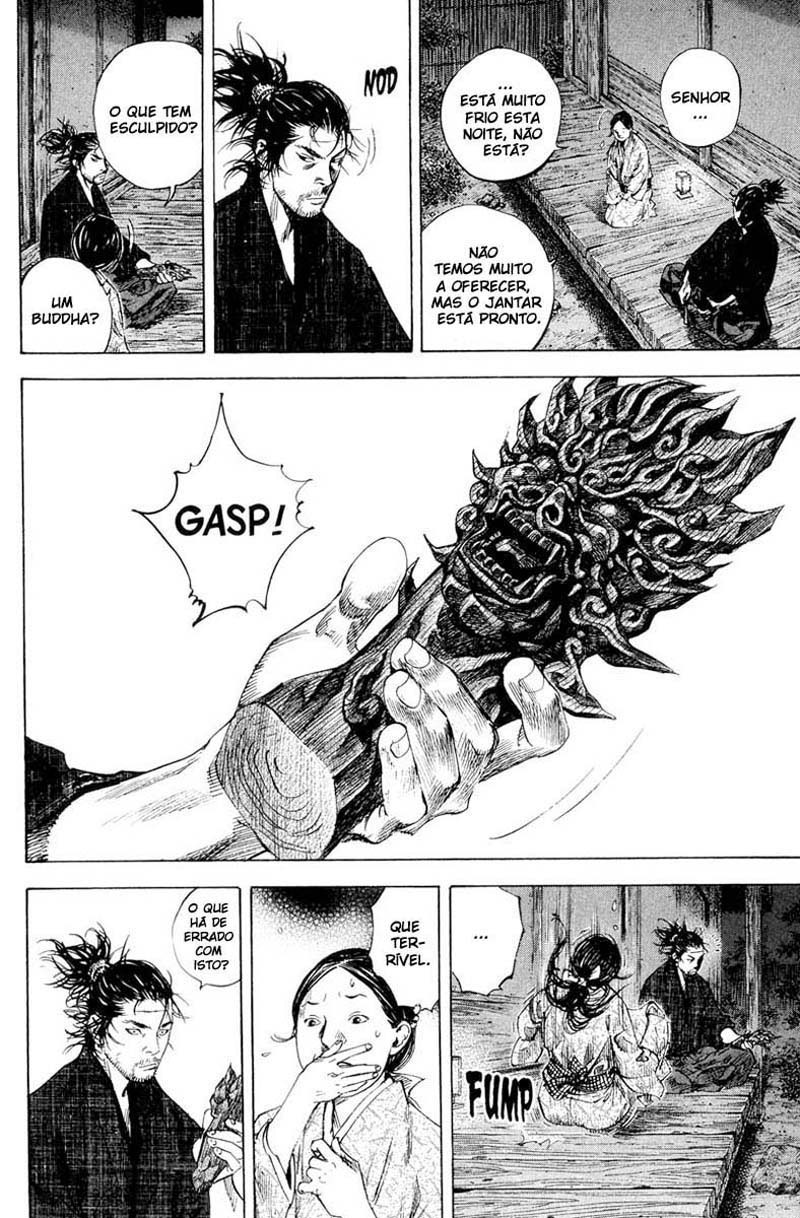 SENHOR
...
...
ESTÁ MUITO
FRIO ESTA
NOITE, NÃO
ESTÁ?
NÃO
TEMOS MUITO
A OFERECER,
MAS O JANTAR
ESTÁ PRONTO.
NOD
O QUE TEM
ESCULPIDO?
UM
BUDDHA?
GASP!
...
FUMP
QUE
TER-
RÍVEL.
O QUE
HÁ DE
ERRADO
COM
ISTO?